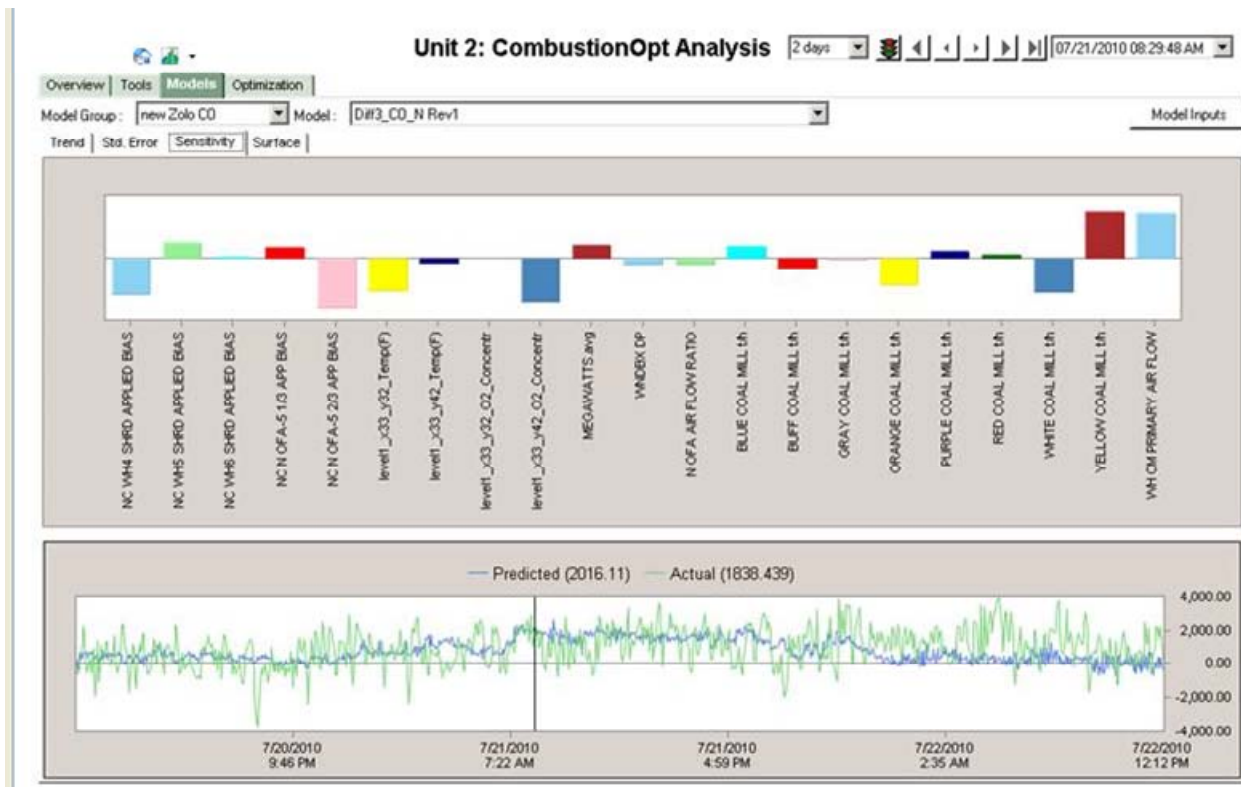 Unit 2: CombustionOpt Analysis 2 days 07/21/2010 08:29:48 AM
Overview Tools Models Optimization
Model Group : new Zolo CO Model : Diff3_CO_N Rev1 Model Inputs
Trend Std. Error Sensitivity Surface
NC WH4 SHRD APPLIED BIAS
NC WH5 SHRD APPLIED BIAS
NC WH6 SHRD APPLIED BIAS
NC N OFA-5 1/3 APP BIAS
NC N OFA-5 2/3 APP BIAS
level1_x33_y32_Temp(F)
level1_x33_y42_Temp(F)
level1_x33_y32_O2_Concentr
level1_x33_y42_O2_Concentr
MEGAWATTS avg
WNDBX DP
N OFA AIR FLOW RATIO
BLUE COAL MILL t/h
BUFF COAL MILL t/h
GRAY COAL MILL t/h
ORANGE COAL MILL t/h
PURPLE COAL MILL t/h
RED COAL MILL t/h
WHITE COAL MILL t/h
YELLOW COAL MILL t/h
WH CM PRIMARY AIR FLOW
Predicted (2016.11) Actual (1838.439)
4,000.00
2,000.00
0.00
-2,000.00
-4,000.00
7/20/2010 7/21/2010 7/21/2010 7/22/2010 7/22/2010
9:46 PM 7:22 AM 4:59 PM 2:35 AM 12:12 PM